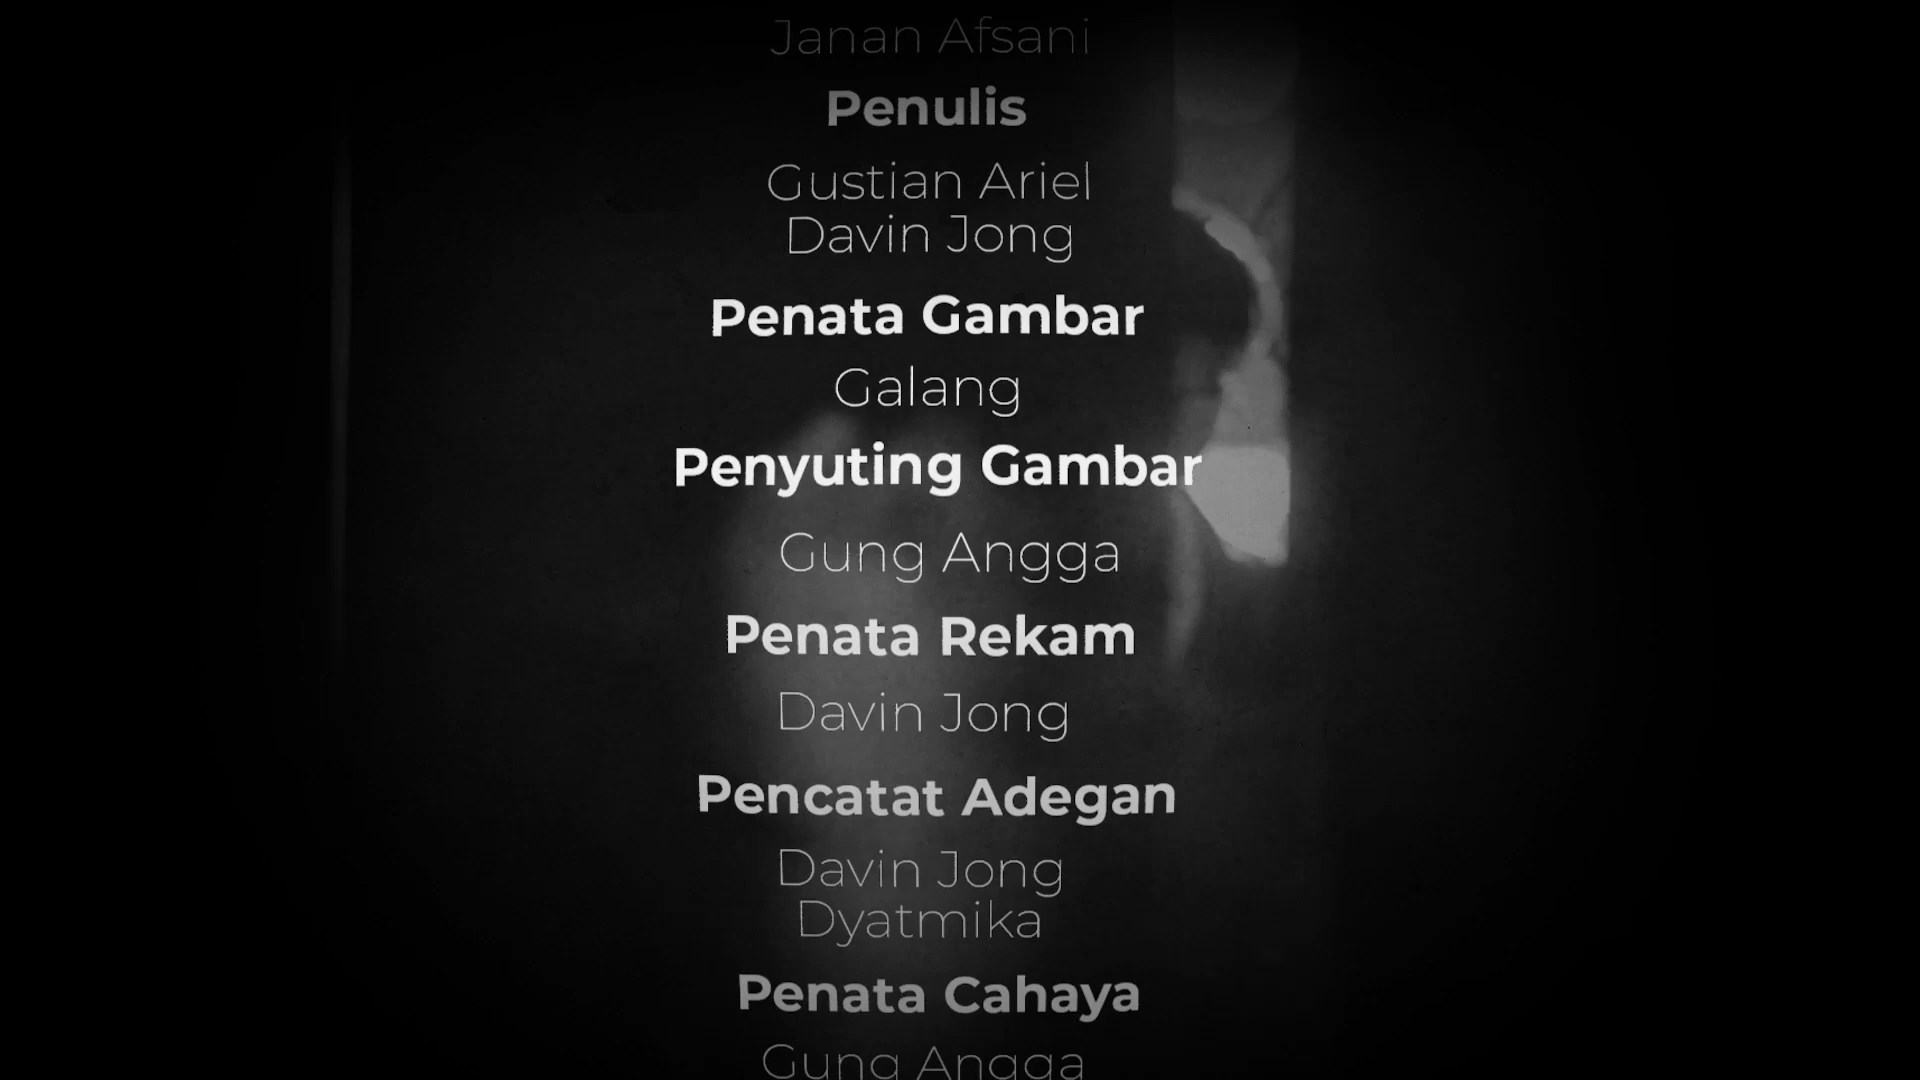 Janan Afsani
Penulis
Gustian Ariel
Davin Jong
Penata Gambar
Galang
Penyuting Gambar
Gung Angga
Penata Rekam
Davin Jong
Pencatat Adegan
Davin Jong
Dyatmika
Penata Cahaya
Gung Angga